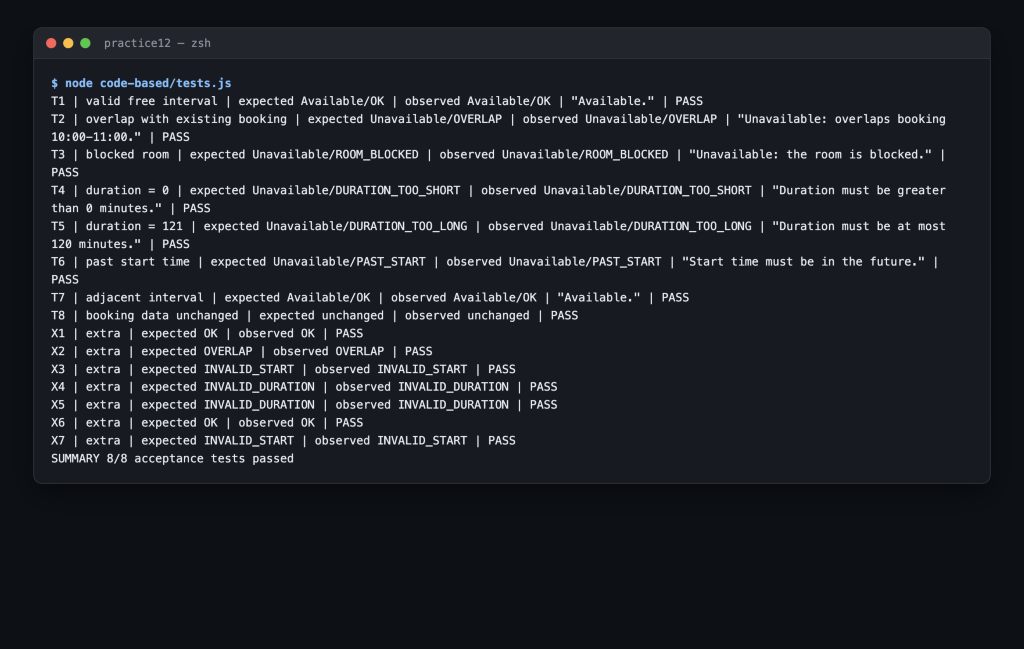 practice12 — zsh
$ node code-based/tests.js
T1 | valid free interval | expected Available/OK | observed Available/OK | "Available." | PASS
T2 | overlap with existing booking | expected Unavailable/OVERLAP | observed Unavailable/OVERLAP | "Unavailable: overlaps booking
10:00–11:00." | PASS
T3 | blocked room | expected Unavailable/ROOM_BLOCKED | observed Unavailable/ROOM_BLOCKED | "Unavailable: the room is blocked." |
PASS
T4 | duration = 0 | expected Unavailable/DURATION_TOO_SHORT | observed Unavailable/DURATION_TOO_SHORT | "Duration must be greater
than 0 minutes." | PASS
T5 | duration = 121 | expected Unavailable/DURATION_TOO_LONG | observed Unavailable/DURATION_TOO_LONG | "Duration must be at most
120 minutes." | PASS
T6 | past start time | expected Unavailable/PAST_START | observed Unavailable/PAST_START | "Start time must be in the future." |
PASS
T7 | adjacent interval | expected Available/OK | observed Available/OK | "Available." | PASS
T8 | booking data unchanged | expected unchanged | observed unchanged | PASS
X1 | extra | expected OK | observed OK | PASS
X2 | extra | expected OVERLAP | observed OVERLAP | PASS
X3 | extra | expected INVALID_START | observed INVALID_START | PASS
X4 | extra | expected INVALID_DURATION | observed INVALID_DURATION | PASS
X5 | extra | expected INVALID_DURATION | observed INVALID_DURATION | PASS
X6 | extra | expected OK | observed OK | PASS
X7 | extra | expected INVALID_START | observed INVALID_START | PASS
SUMMARY 8/8 acceptance tests passed